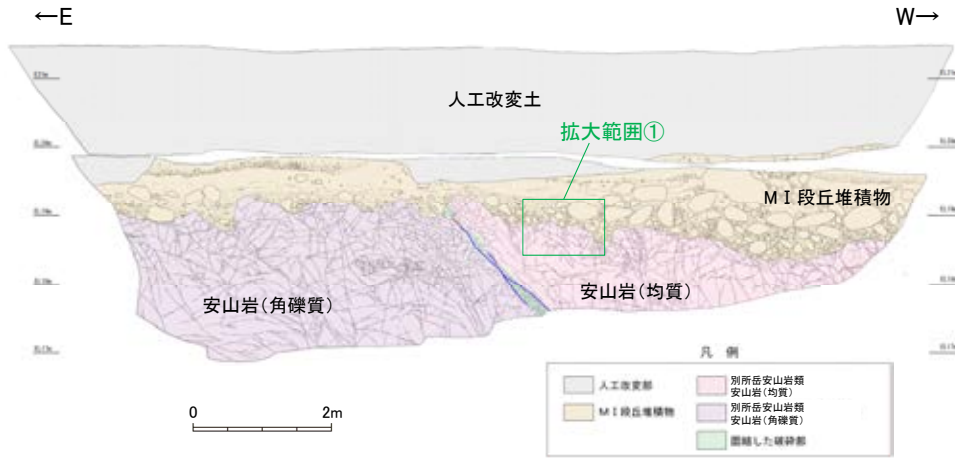 ←E
W→
人工改変土
拡大範囲①
MⅠ段丘堆積物
安山岩(角礫質)
安山岩(均質)
0 2m
凡 例
人工改変部
MⅠ段丘堆積物
別所岳安山岩類
安山岩(均質)
別所岳安山岩類
安山岩(角礫質)
固結した破砕部